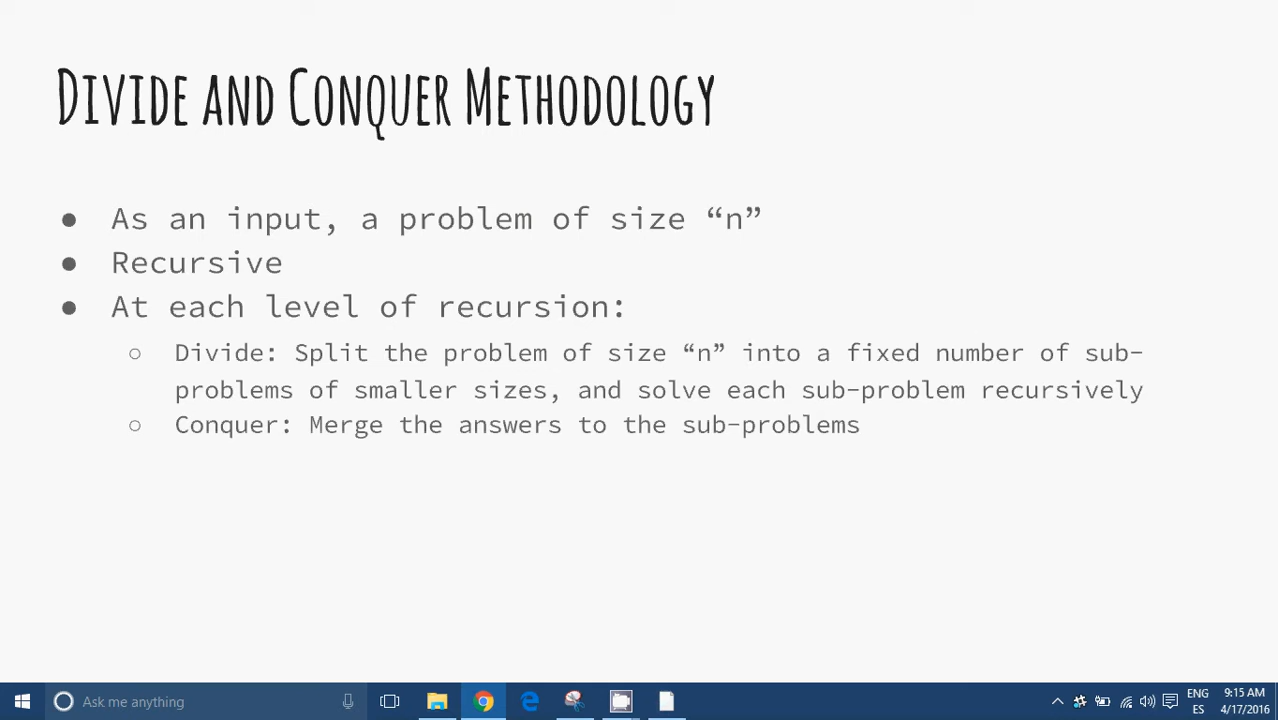 Divide and Conquer Methodology
● As an input, a problem of size “n”
● Recursive
● At each level of recursion:
○ Divide: Split the problem of size “n” into a fixed number of sub-
problems of smaller sizes, and solve each sub-problem recursively
○ Conquer: Merge the answers to the sub-problems
Ask me anything
ENG
ES
9:15 AM
4/17/2016